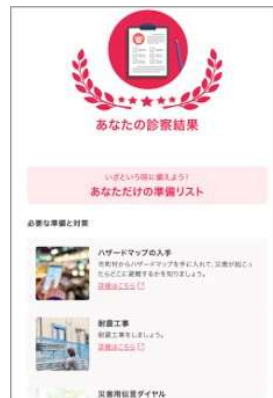 あなたの診察結果
いざという時に備えよう！
あなただけの準備リスト
必要な準備と対策
ハザードマップの入手
市町村からハザードマップを手に入れて、災害が起こっ
たらどこに避難するかを知りましょう。
詳細はこちら
耐震工事
耐震工事をしましょう。
詳細はこちら
災害用伝言ダイヤル